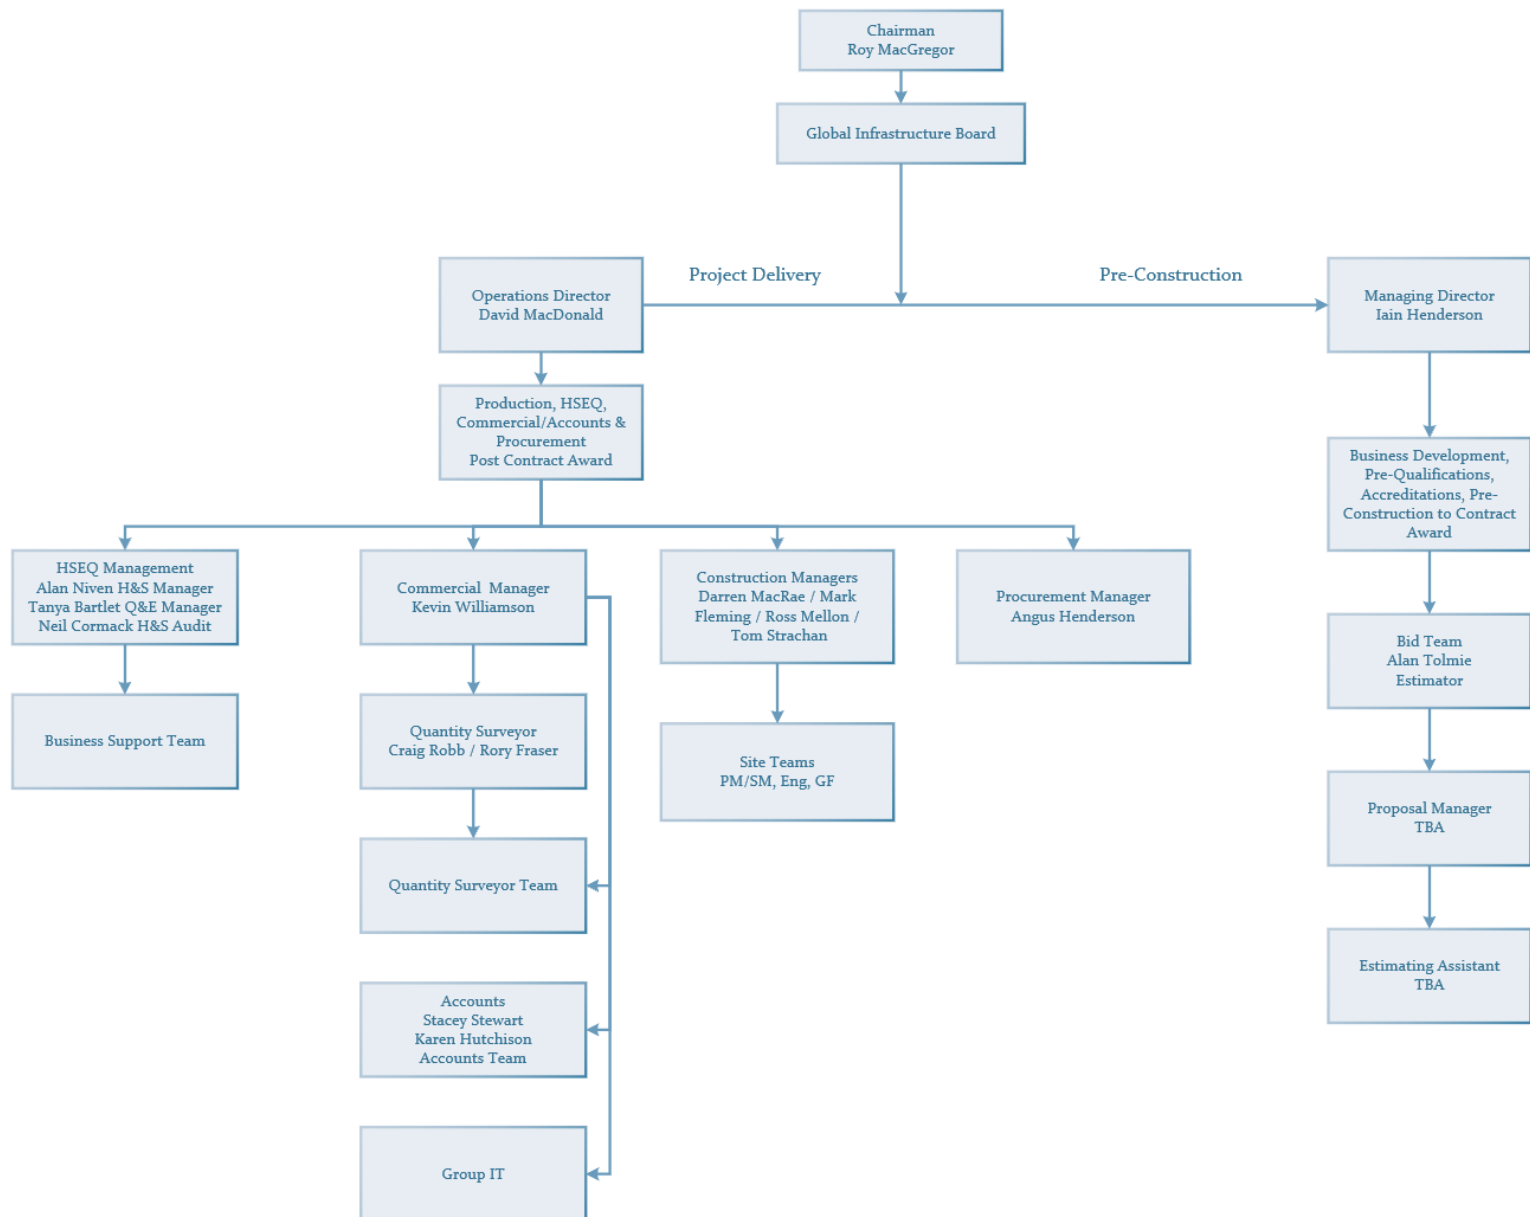 Chairman
Roy MacGregor
Global Infrastructure Board
Project Delivery
Pre-Construction
Operations Director
David MacDonald
Managing Director
Iain Henderson
Production, HSEQ,
Commercial/Accounts &
Procurement
Post Contract Award
Business Development,
Pre-Qualifications,
Accreditations, Pre-
Construction to Contract
Award
HSEQ Management
Alan Niven H&S Manager
Tanya Bartlet Q&E Manager
Neil Cormack H&S Audit
Commercial Manager
Kevin Williamson
Construction Managers
Darren MacRae / Mark
Fleming / Ross Mellon /
Tom Strachan
Procurement Manager
Angus Henderson
Bid Team
Alan Tolmie
Estimator
Business Support Team
Quantity Surveyor
Craig Robb / Rory Fraser
Site Teams
PM/SM, Eng, GF
Proposal Manager
TBA
Quantity Surveyor Team
Estimating Assistant
TBA
Accounts
Stacey Stewart
Karen Hutchison
Accounts Team
Group IT